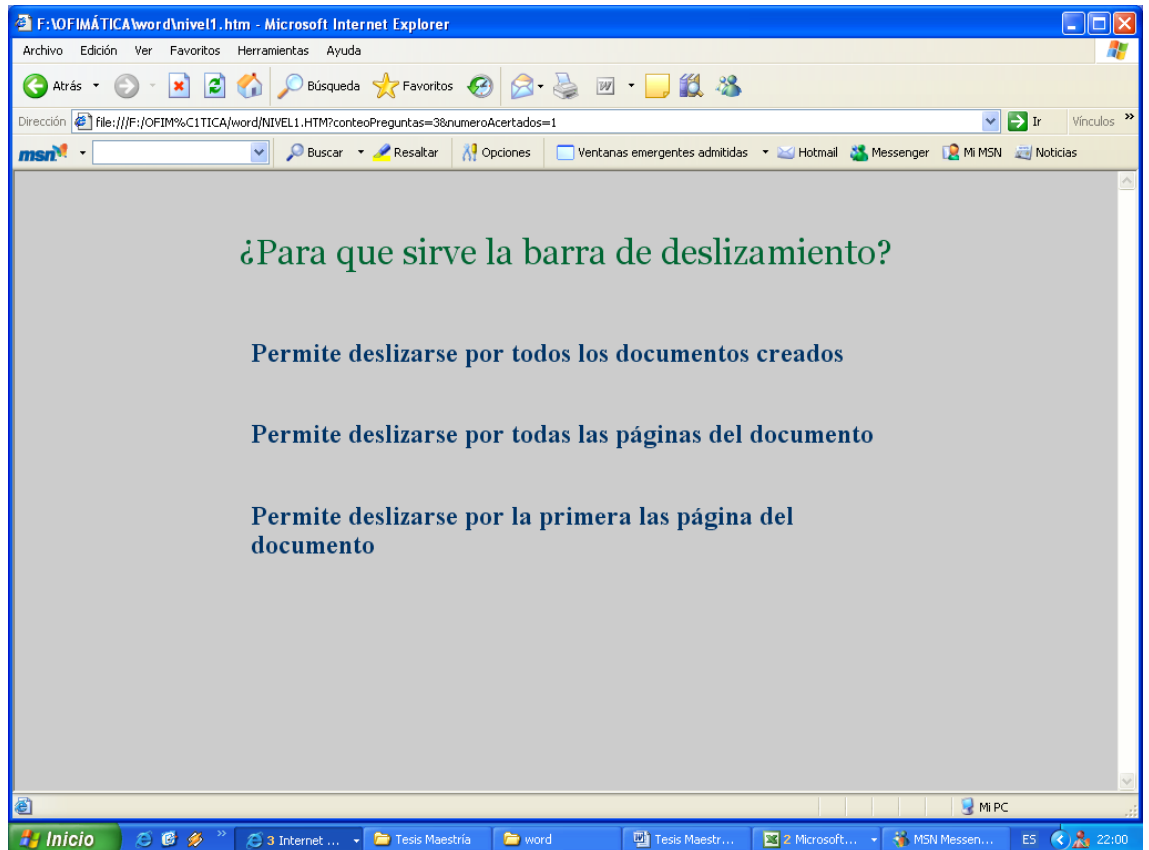 F:\OFIMÁTICA\word\nivel1.htm - Microsoft Internet Explorer
Archivo Edición Ver Favoritos Herramientas Ayuda
Atrás Búsqueda Favoritos
Dirección file:///F:/OFIM%C1TICA/word/NIVEL1.HTM?conteoPreguntas=3&numeroAcertados=1 Ir Vínculos »
msn Buscar Resaltar Opciones Ventanas emergentes admitidas Hotmail Messenger Mi MSN Noticias
¿Para que sirve la barra de deslizamiento?
Permite deslizarse por todos los documentos creados
Permite deslizarse por todas las páginas del documento
Permite deslizarse por la primera las página del
documento
Mi PC
Inicio » 3 Internet ... Tesis Maestría word Tesis Maestr... 2 Microsoft... MSN Messen... ES 22:00